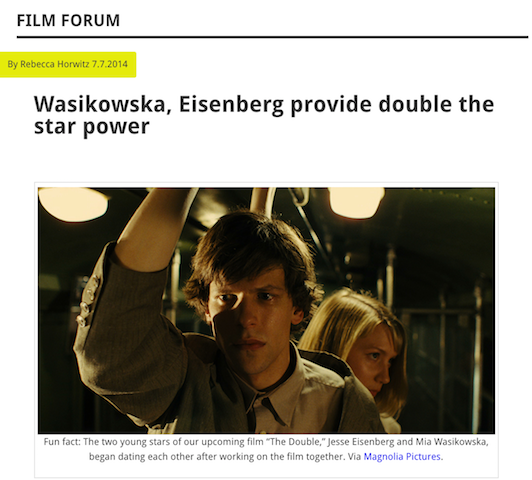 FILM FORUM
By Rebecca Horwitz 7.7.2014
Wasikowska, Eisenberg provide double the
star power
Fun fact: The two young stars of our upcoming film “The Double,” Jesse Eisenberg and Mia Wasikowska,
began dating each other after working on the film together. Via Magnolia Pictures.